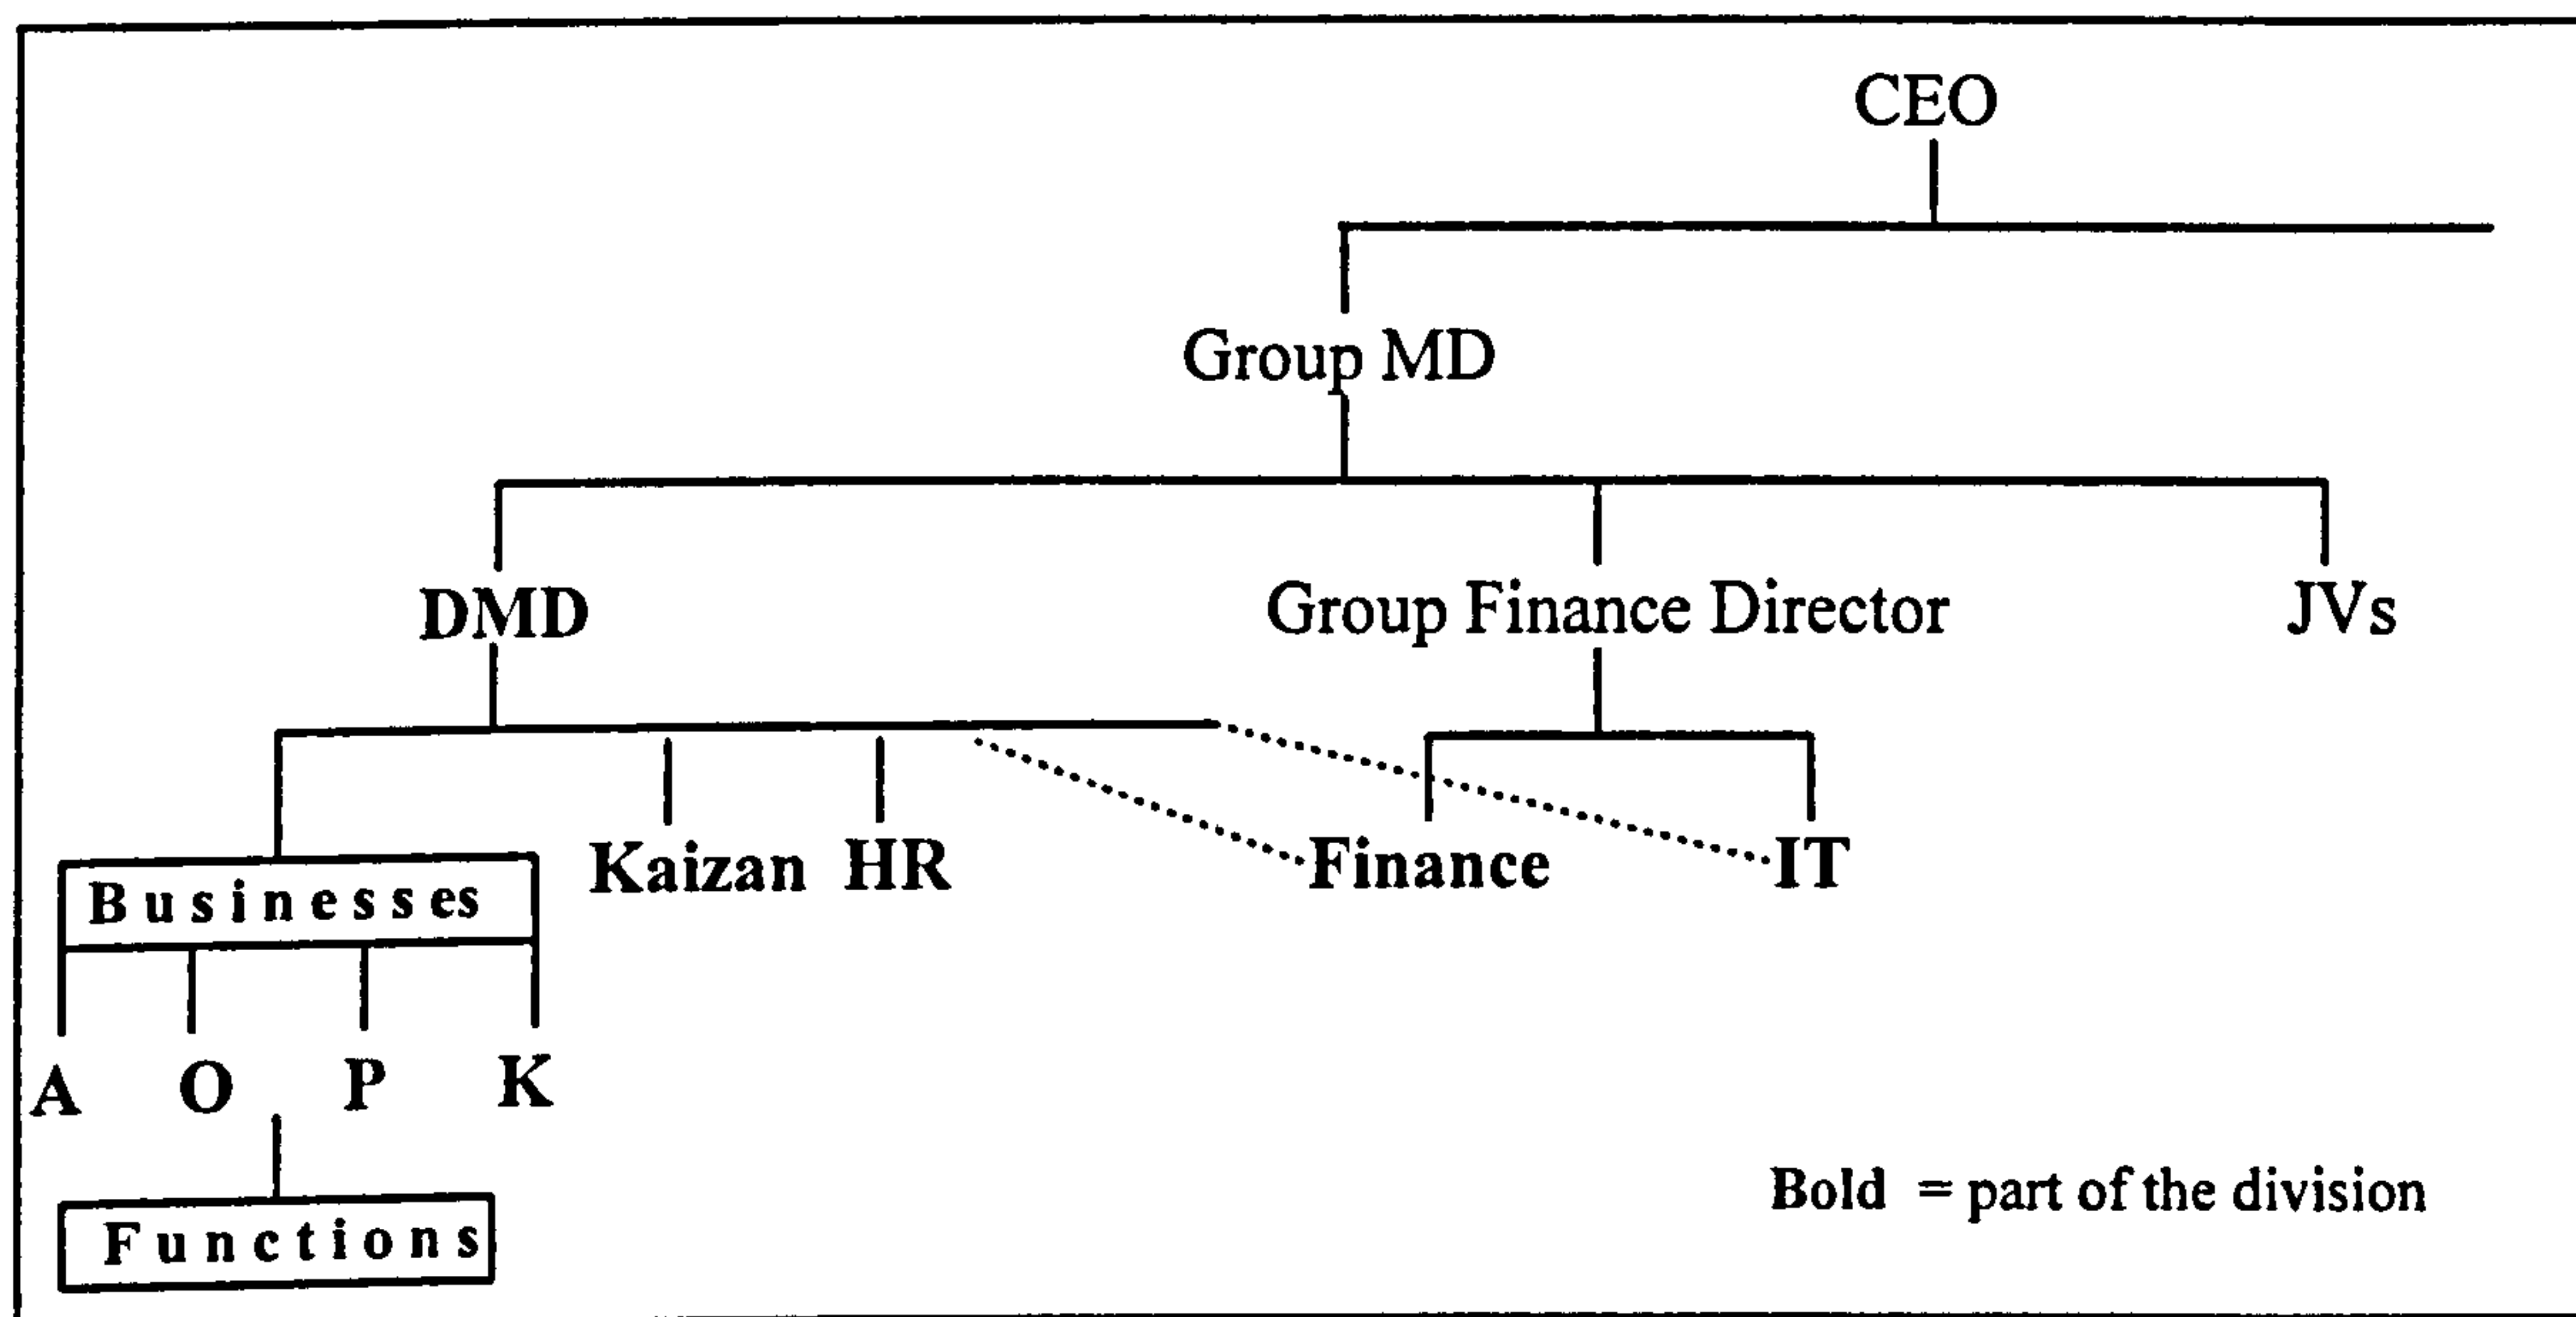 CEO
Group MD
DMD
Group Finance Director
JVs
Kaizan
HR
Finance
IT
Businesses
A
O
P
K
Functions
Bold = part of the division